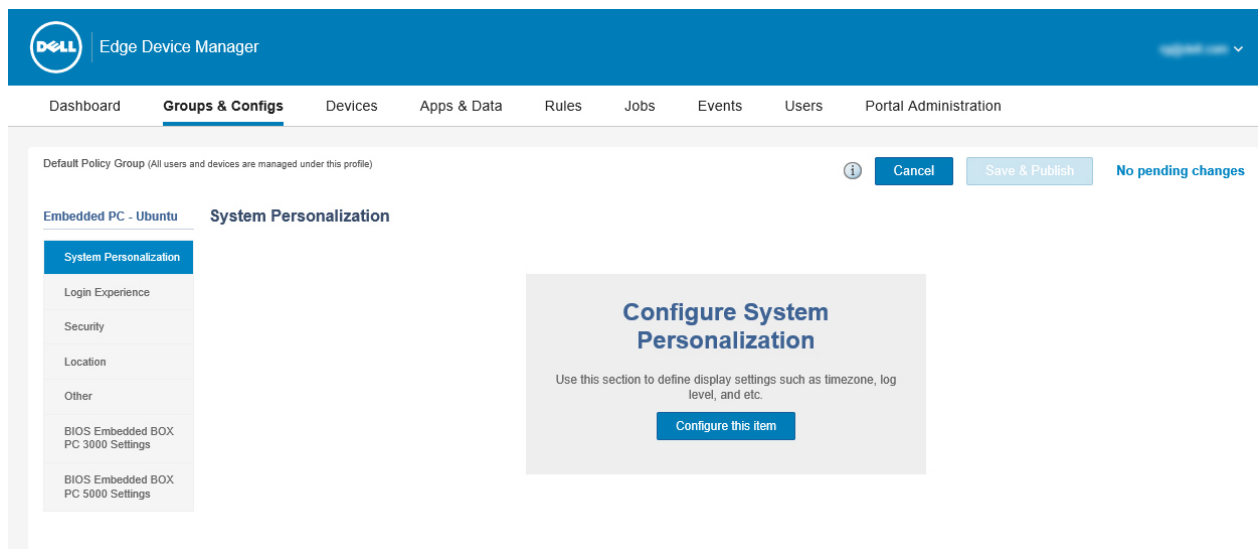 DELL
Edge Device Manager
Dashboard Groups & Configs Devices Apps & Data Rules Jobs Events Users Portal Administration
Default Policy Group (All users and devices are managed under this profile)
i Cancel Save & Publish No pending changes
Embedded PC - Ubuntu
System Personalization
Login Experience
Security
Location
Other
BIOS Embedded BOX
PC 3000 Settings
BIOS Embedded BOX
PC 5000 Settings
System Personalization
Configure System
Personalization
Use this section to define display settings such as timezone, log
level, and etc.
Configure this item